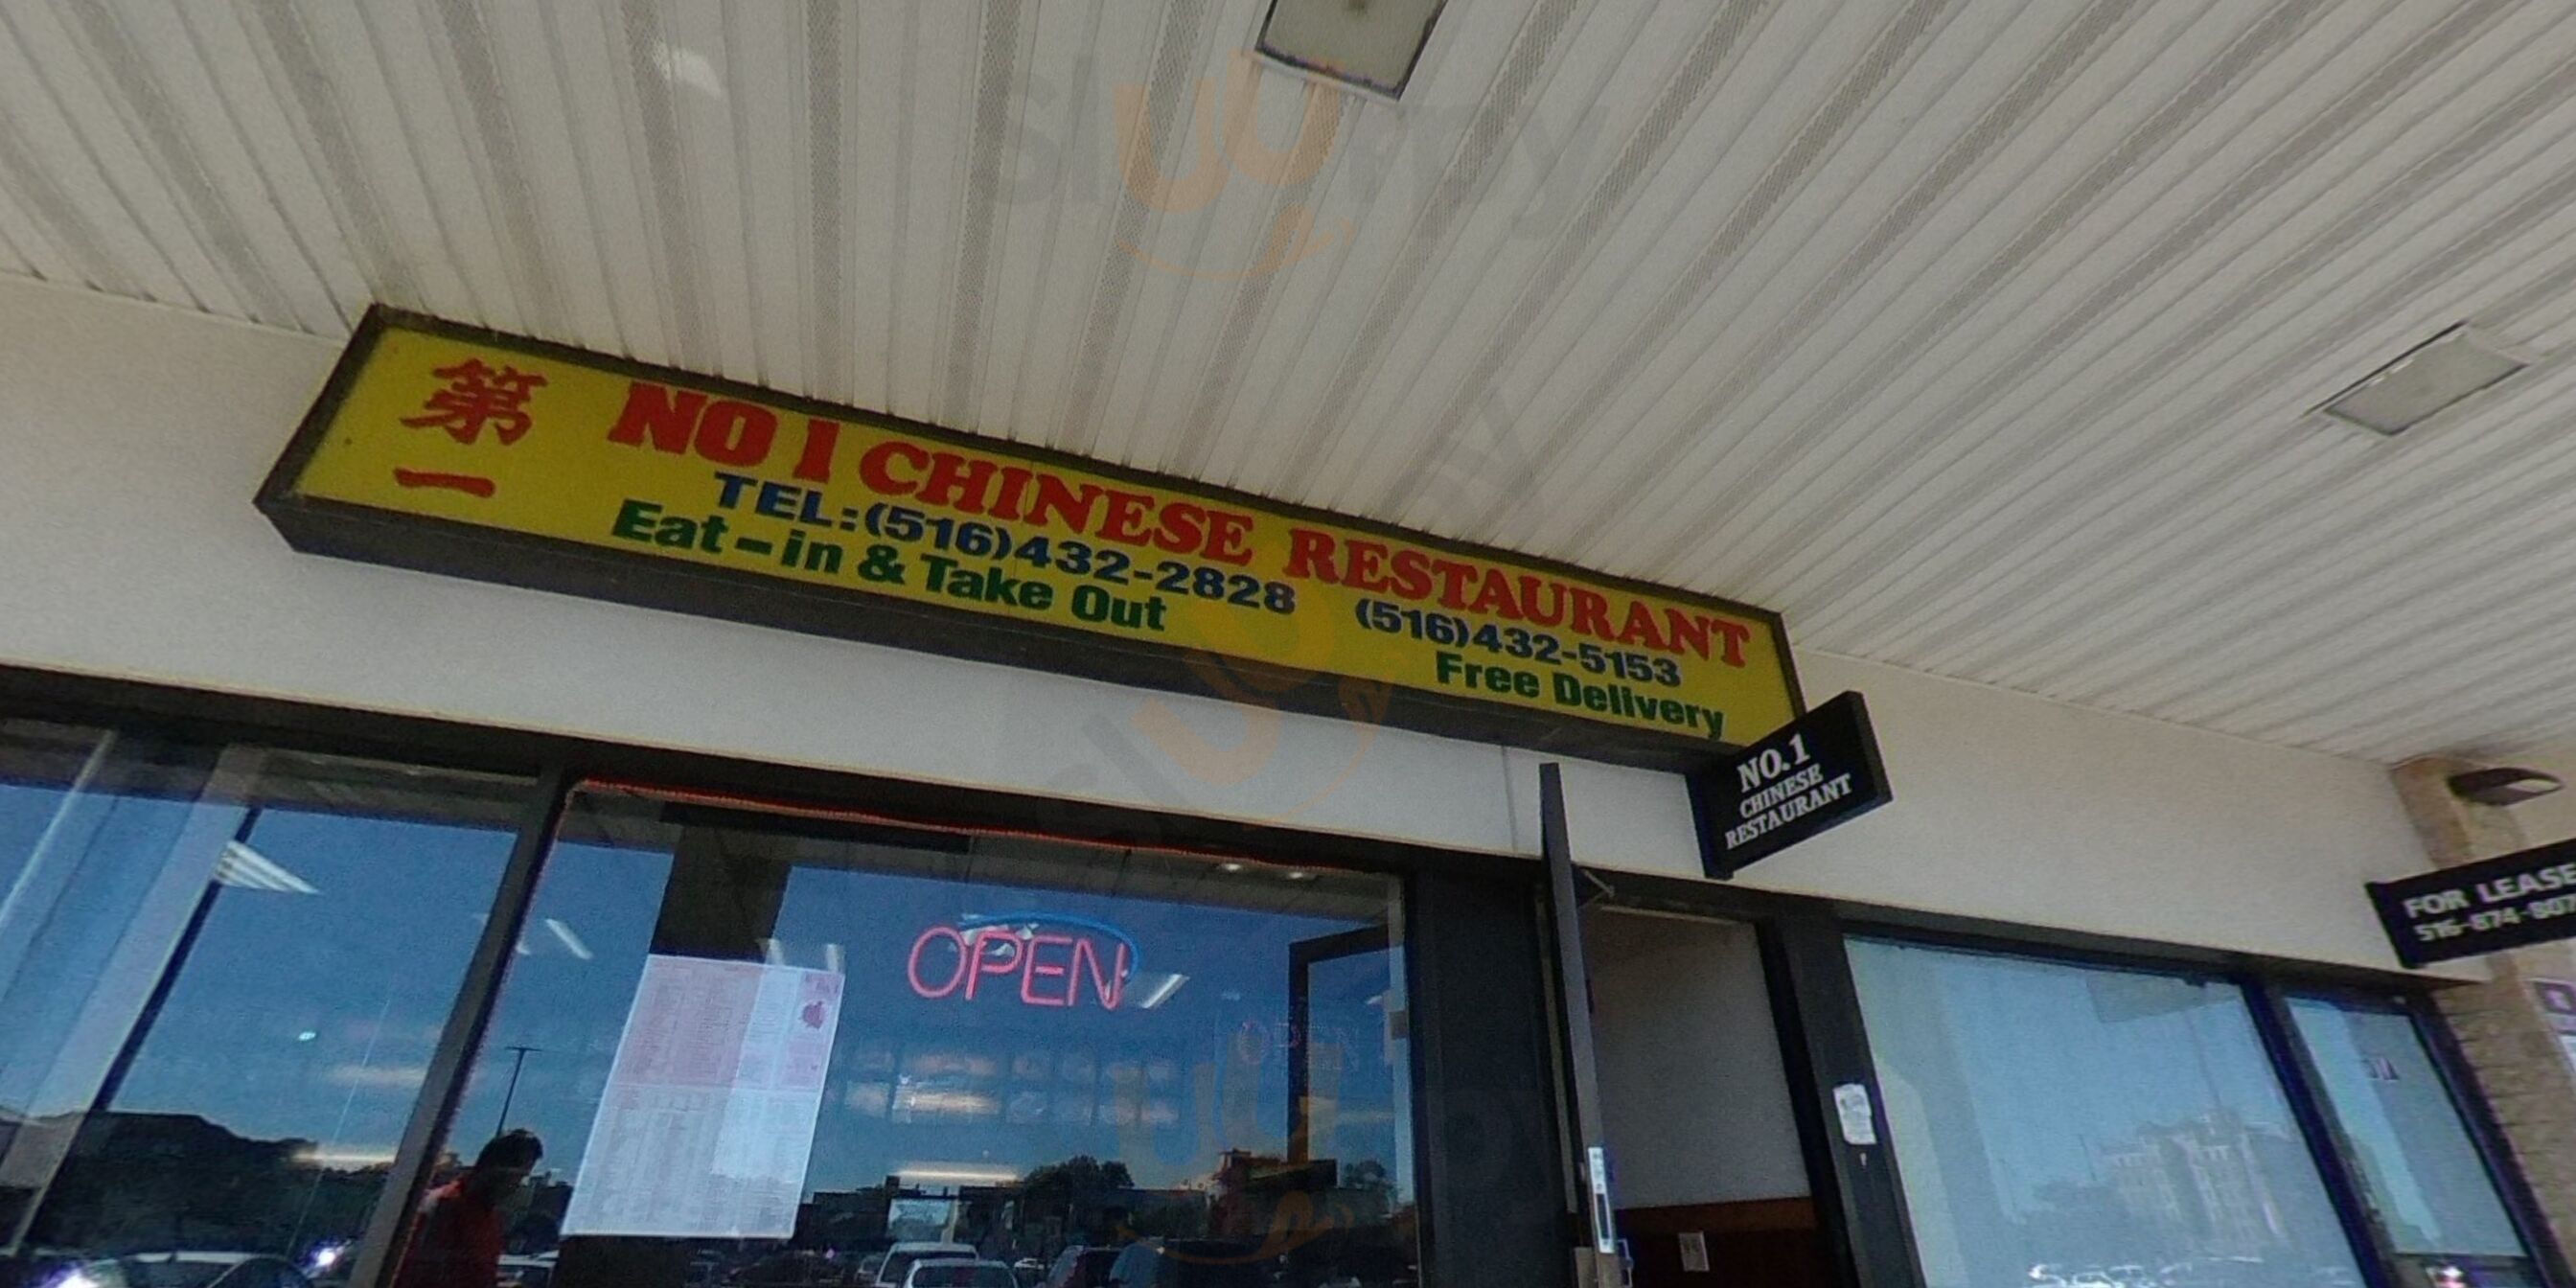 第一
NO 1 CHINESE RESTAURANT
TEL:(516)432-2828 (516)432-5153
Eat-in & Take Out Free Delivery
NO.1
CHINESE
RESTAURANT
FOR LEASE
OPEN
sluurpy